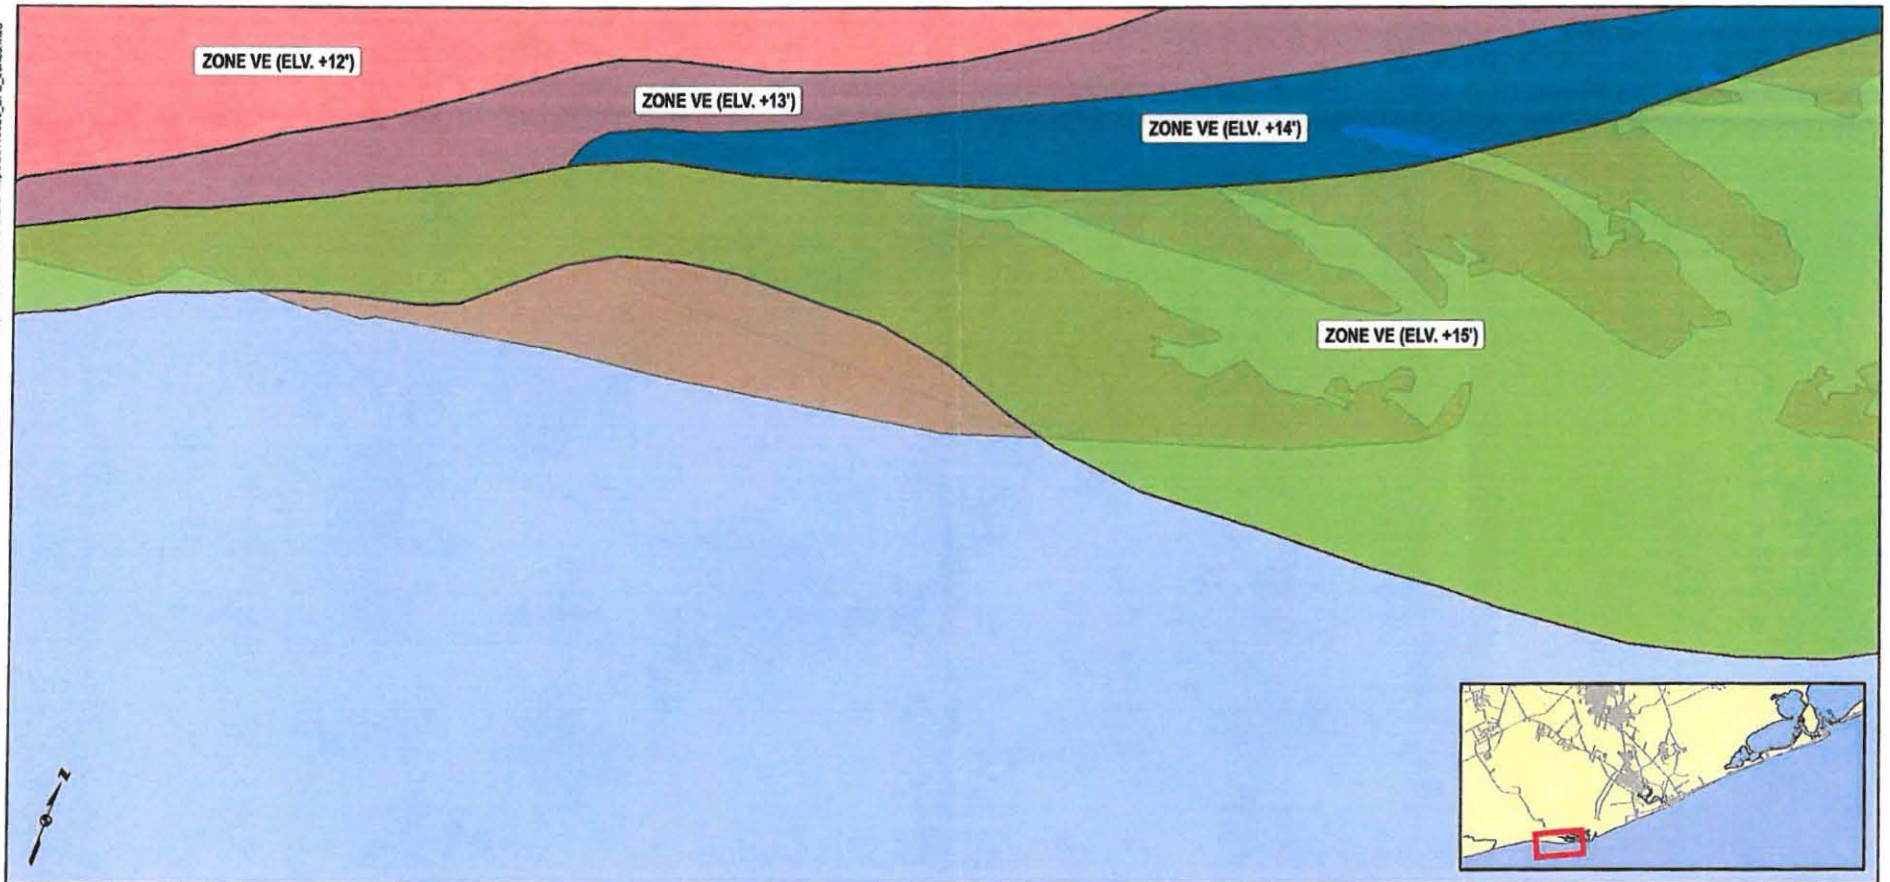 ZONE VE (ELV. +12')
ZONE VE (ELV. +13')
ZONE VE (ELV. +14')
ZONE VE (ELV. +15')
N